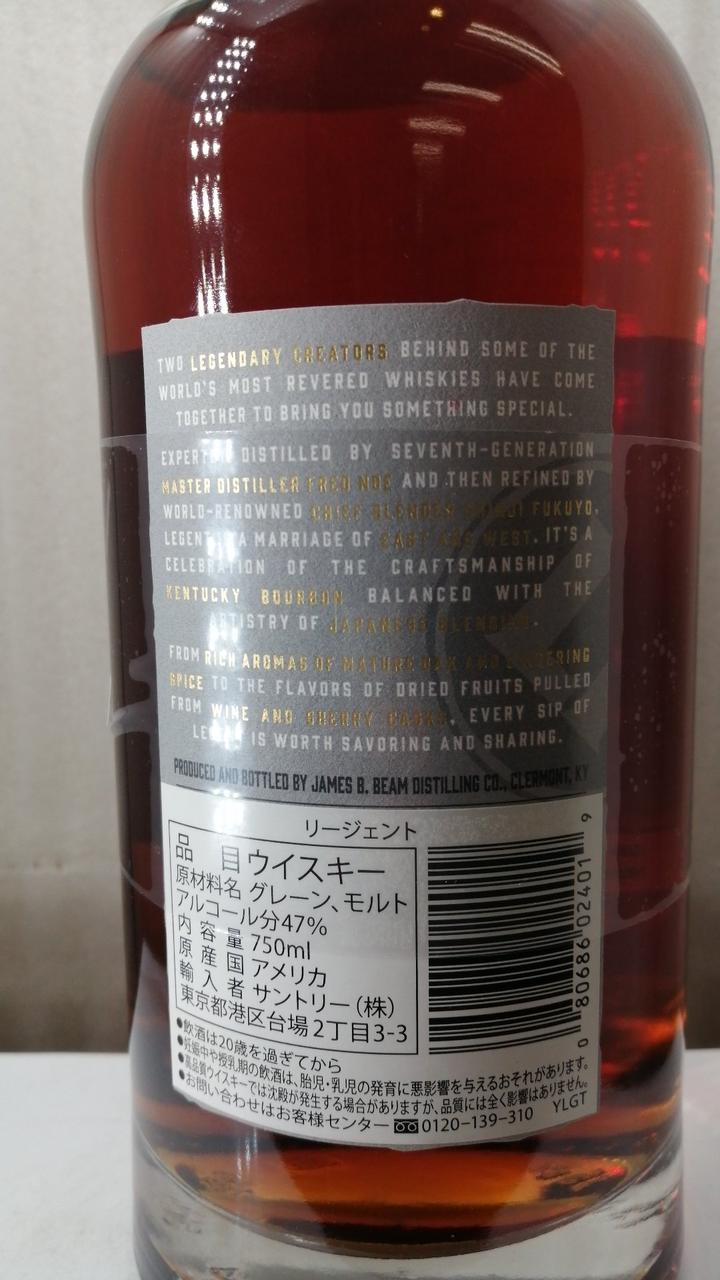 TWO LEGENDARY CREATORS BEHIND SOME OF THE
WORLD'S MOST REVERED WHISKIES HAVE COME
TOGETHER TO BRING YOU SOMETHING SPECIAL.
EXPERTLY DISTILLED BY SEVENTH-GENERATION
MASTER DISTILLER FRED NOE AND THEN REFINED BY
WORLD-RENOWNED CHIEF BLENDER SHINJI FUKUYO,
LEGENT IS A MARRIAGE OF EAST AND WEST. IT'S A
CELEBRATION OF THE CRAFTSMANSHIP OF
KENTUCKY BOURBON BALANCED WITH THE
ARTISTRY OF JAPANESE BLENDING.
FROM RICH AROMAS OF MATURE OAK AND LINGERING
SPICE TO THE FLAVORS OF DRIED FRUITS PULLED
FROM WINE AND SHERRY CASKS, EVERY SIP OF
LEGENT IS WORTH SAVORING AND SHARING.
PRODUCED AND BOTTLED BY JAMES B. BEAM DISTILLING CO., CLERMONT, KY
リージェント
品目ウイスキー
原材料名 グレーン、モルト
アルコール分47%
内容量 750ml
原産国 アメリカ
輸入者 サントリー(株)
東京都港区台場2丁目3-3
●飲酒は20歳を過ぎてから
●妊娠中や授乳期の飲酒は、胎児・乳児の発育に悪影響を与えるおそれがあります。
●高品質ウイスキーでは沈殿が発生する場合がありますが、品質には全く影響はありません。
●お問い合わせはお客様センター 0120-139-310 YLGT
0 80686 02401 9